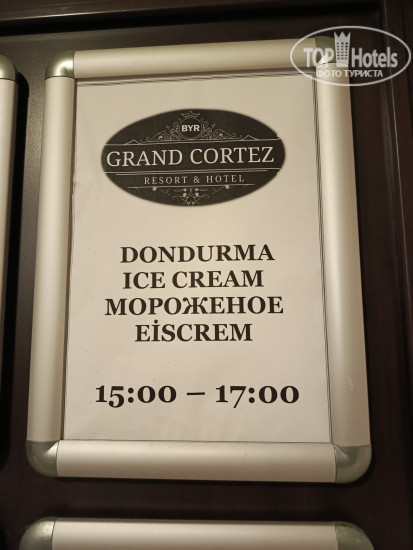 TOP Hotels
ФОТО ТУРИСТА
BYR
GRAND CORTEZ
RESORT & HOTEL
DONDURMA
ICE CREAM
МОРОЖЕНОЕ
EİSCREM
15:00 – 17:00